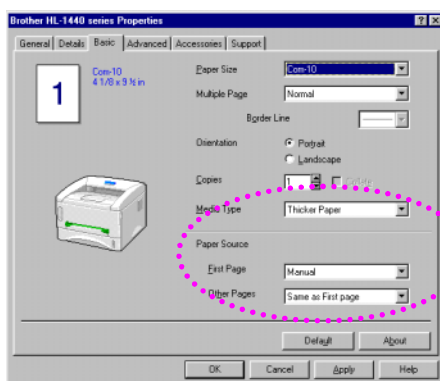 Brother HL-1440 series Properties
General Details Basic Advanced Accessories Support
1
Com-10
4 1/8 x 9 ½ in
Paper Size Com-10
Multiple Page Normal
Border Line
Orientation Portrait
Landscape
Copies 1
Media Type Thicker Paper
Paper Source
First Page Manual
Other Pages Same as First page
Default About
OK Cancel Apply Help